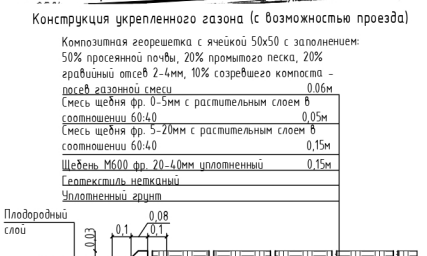 Конструкция укрепленного газона (с возможностью проезда)
Композитная георешетка с ячейкой 50х50 с заполнением:
50% просеянной почвы, 20% промытого песка, 20%
гравийный отсев 2-4мм, 10% созревшего компоста -
посев газонной смеси 0.06м
Смесь щебня фр. 0-5мм с растительным слоем в
соотношении 60:40 0,05м
Смесь щебня фр. 5-20мм с растительным слоем в
соотношении 60:40 0,15м
Щебень М600 фр. 20-40мм уплотненный 0,15м
Геотекстиль нетканый
Уплотненный грунт
Плодородный
слой
0,08
0,1 0,1
0,03